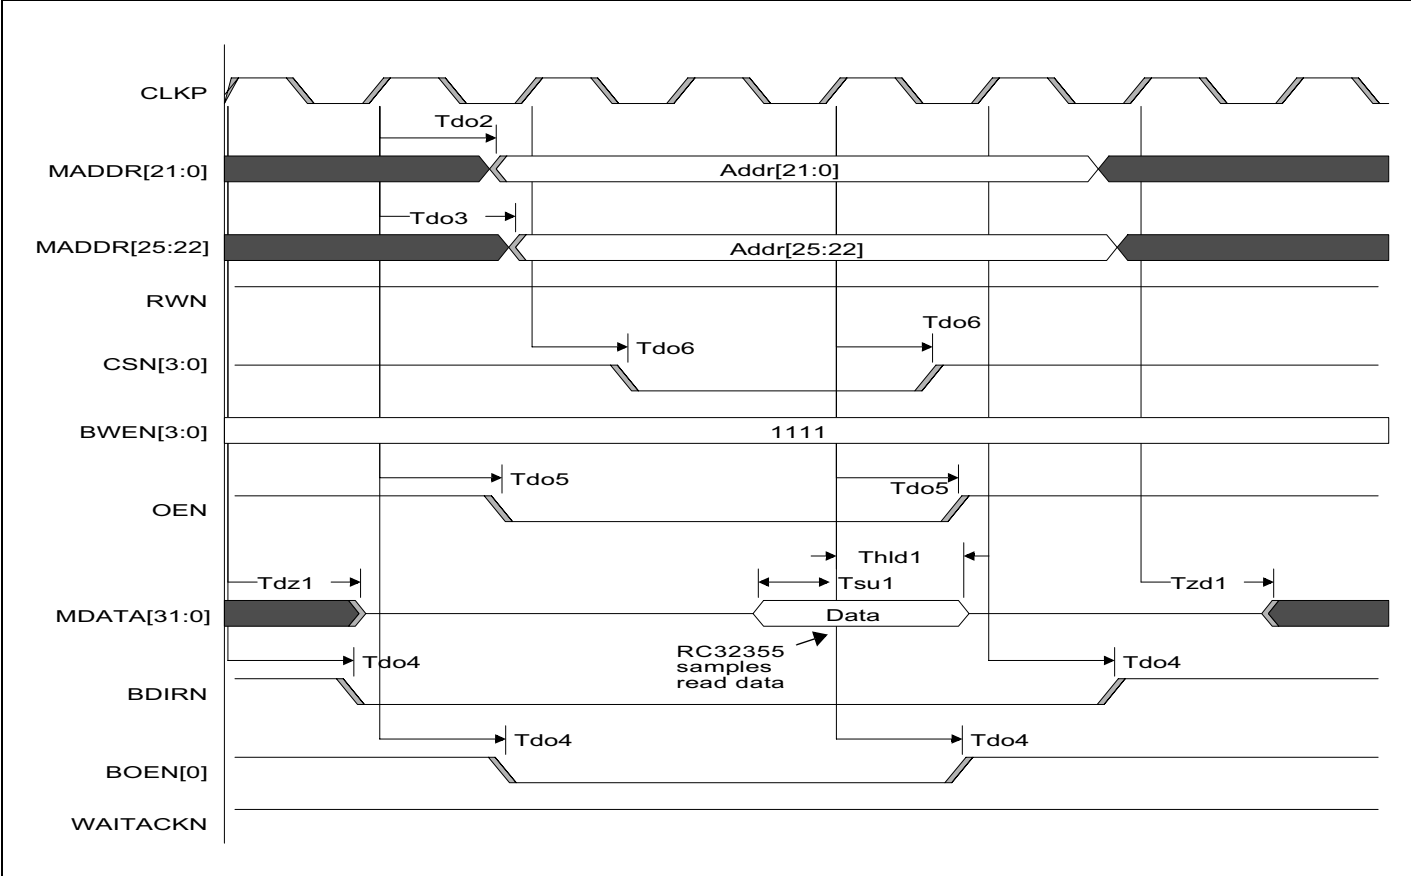 CLKP
Tdo2
MADDR[21:0]
Addr[21:0]
Tdo3
MADDR[25:22]
Addr[25:22]
RWN
Tdo6
Tdo6
CSN[3:0]
BWEN[3:0]
1111
Tdo5
Tdo5
OEN
Thld1
Tdz1
Tsu1
Tzd1
MDATA[31:0]
Data
RC32355
samples
read data
Tdo4
Tdo4
BDIRN
Tdo4
Tdo4
BOEN[0]
WAITACKN